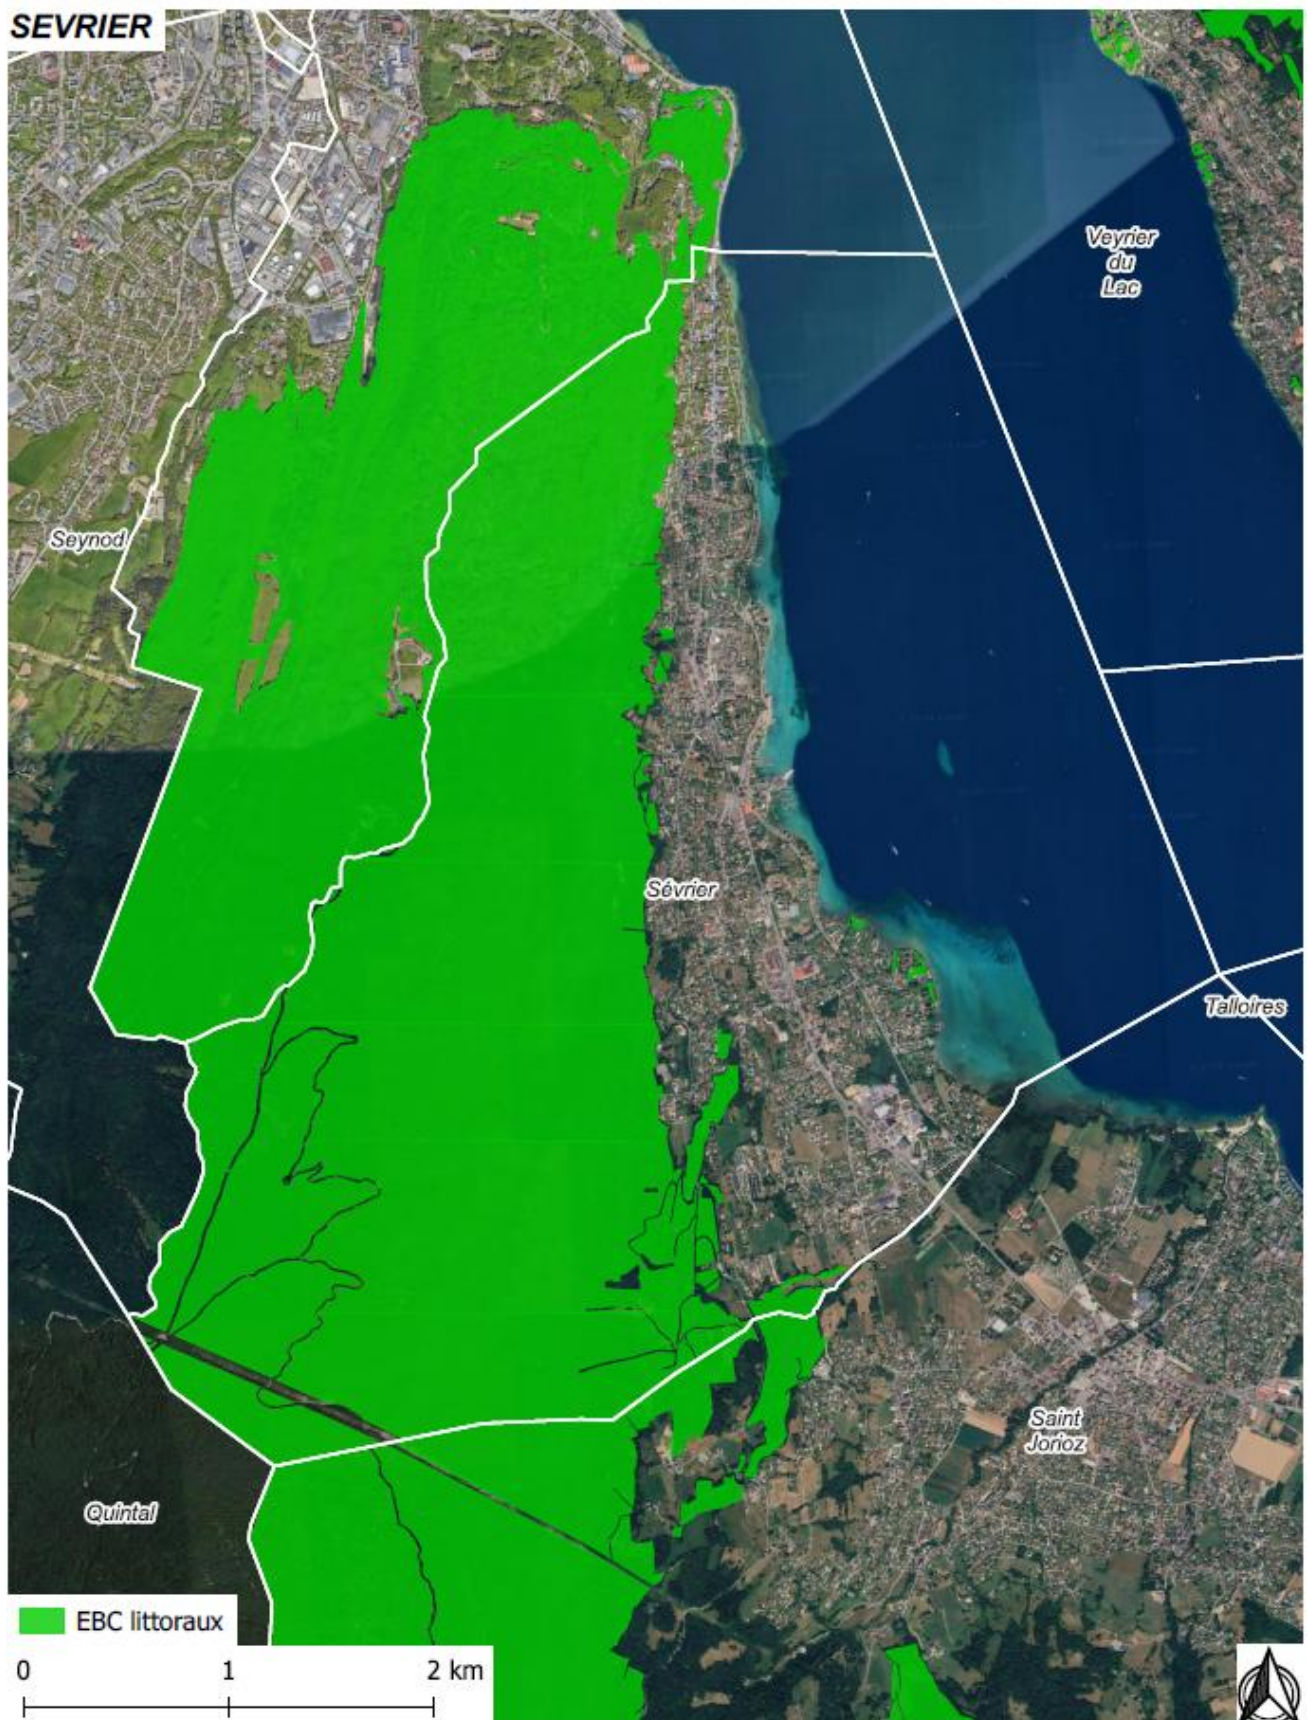 SEVRIER
Veyrier
du
Lac
Seynod
Sévrier
Talloires
Saint
Jorioz
Quintal
EBC littoraux
0 1 2 km